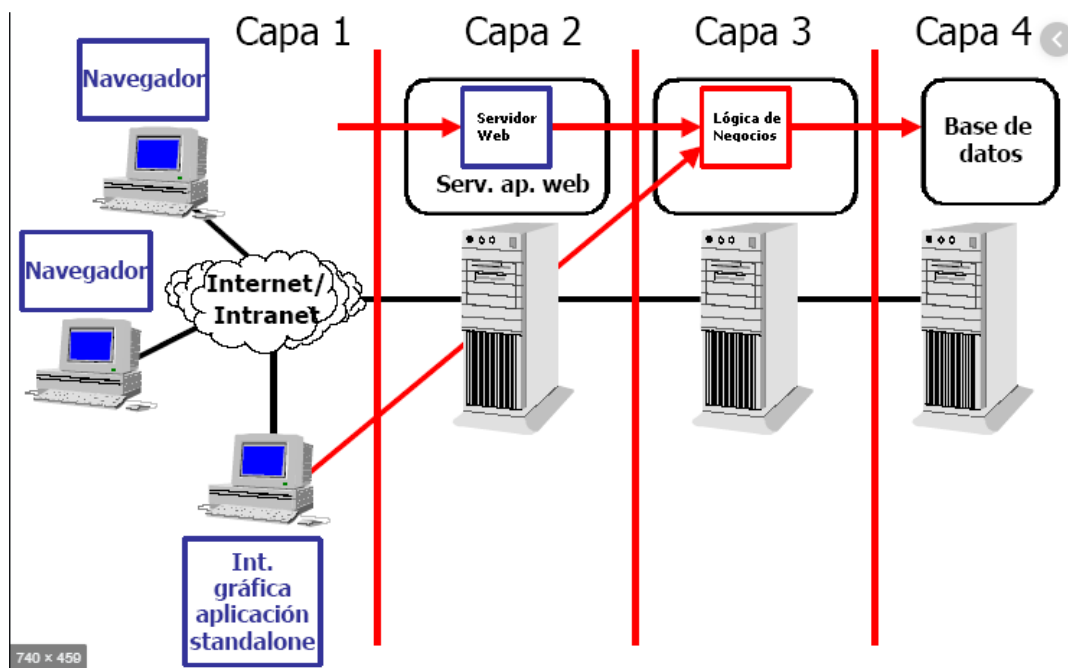 Capa 1
Capa 2
Capa 3
Capa 4
Navegador
Servidor
Web
Serv. ap. web
Lógica de
Negocios
Base de
datos
Navegador
Internet/
Intranet
Int.
gráfica
aplicación
standalone
740 × 459